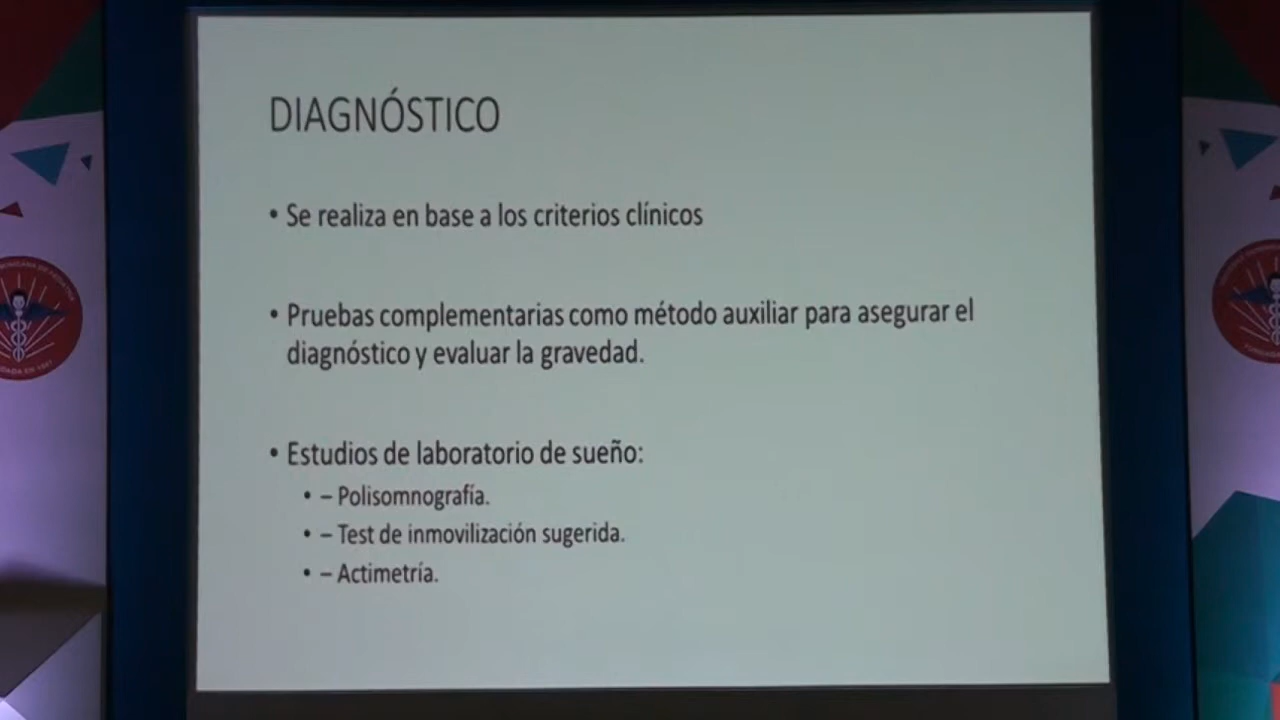 DIAGNÓSTICO
• Se realiza en base a los criterios clínicos
• Pruebas complementarias como método auxiliar para asegurar el
diagnóstico y evaluar la gravedad.
• Estudios de laboratorio de sueño:
• – Polisomnografía.
• – Test de inmovilización sugerida.
• – Actimetría.